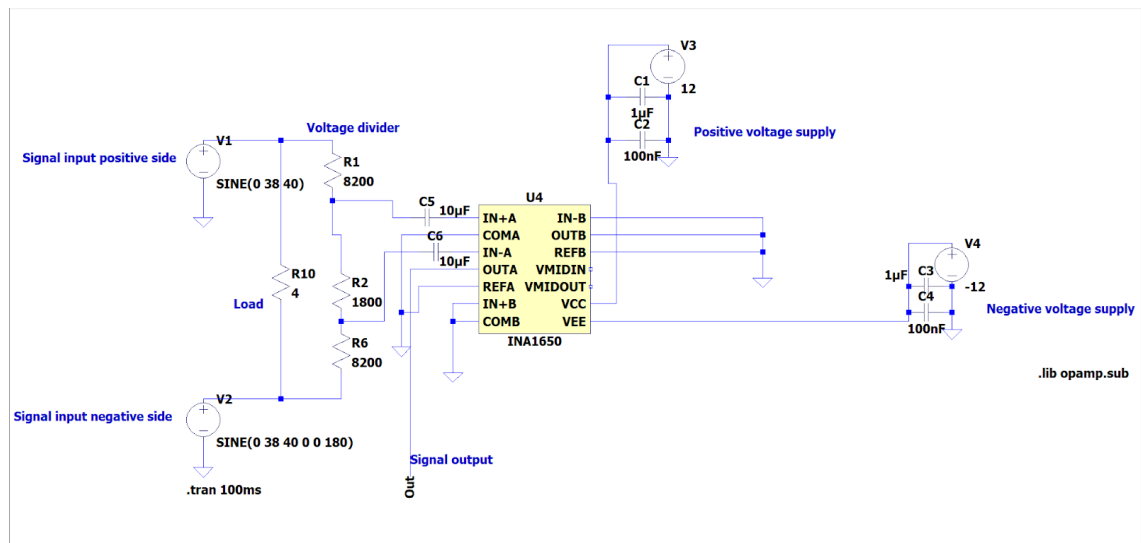 V3
12
C1
1µF
C2
100nF
Positive voltage supply
Voltage divider
V1
Signal input positive side
SINE(0 38 40)
R1
8200
C5
10µF
C6
10µF
U4
IN+A
COMA
IN-A
OUTA
REFA
IN+B
COMB
IN-B
OUTB
REFB
VMIDIN
VMIDOUT
VCC
VEE
INA1650
R10
4
Load
R2
1800
R6
8200
V4
-12
1µF
C3
C4
100nF
Negative voltage supply
.lib opamp.sub
V2
Signal input negative side
SINE(0 38 40 0 0 180)
.tran 100ms
Signal output
Out